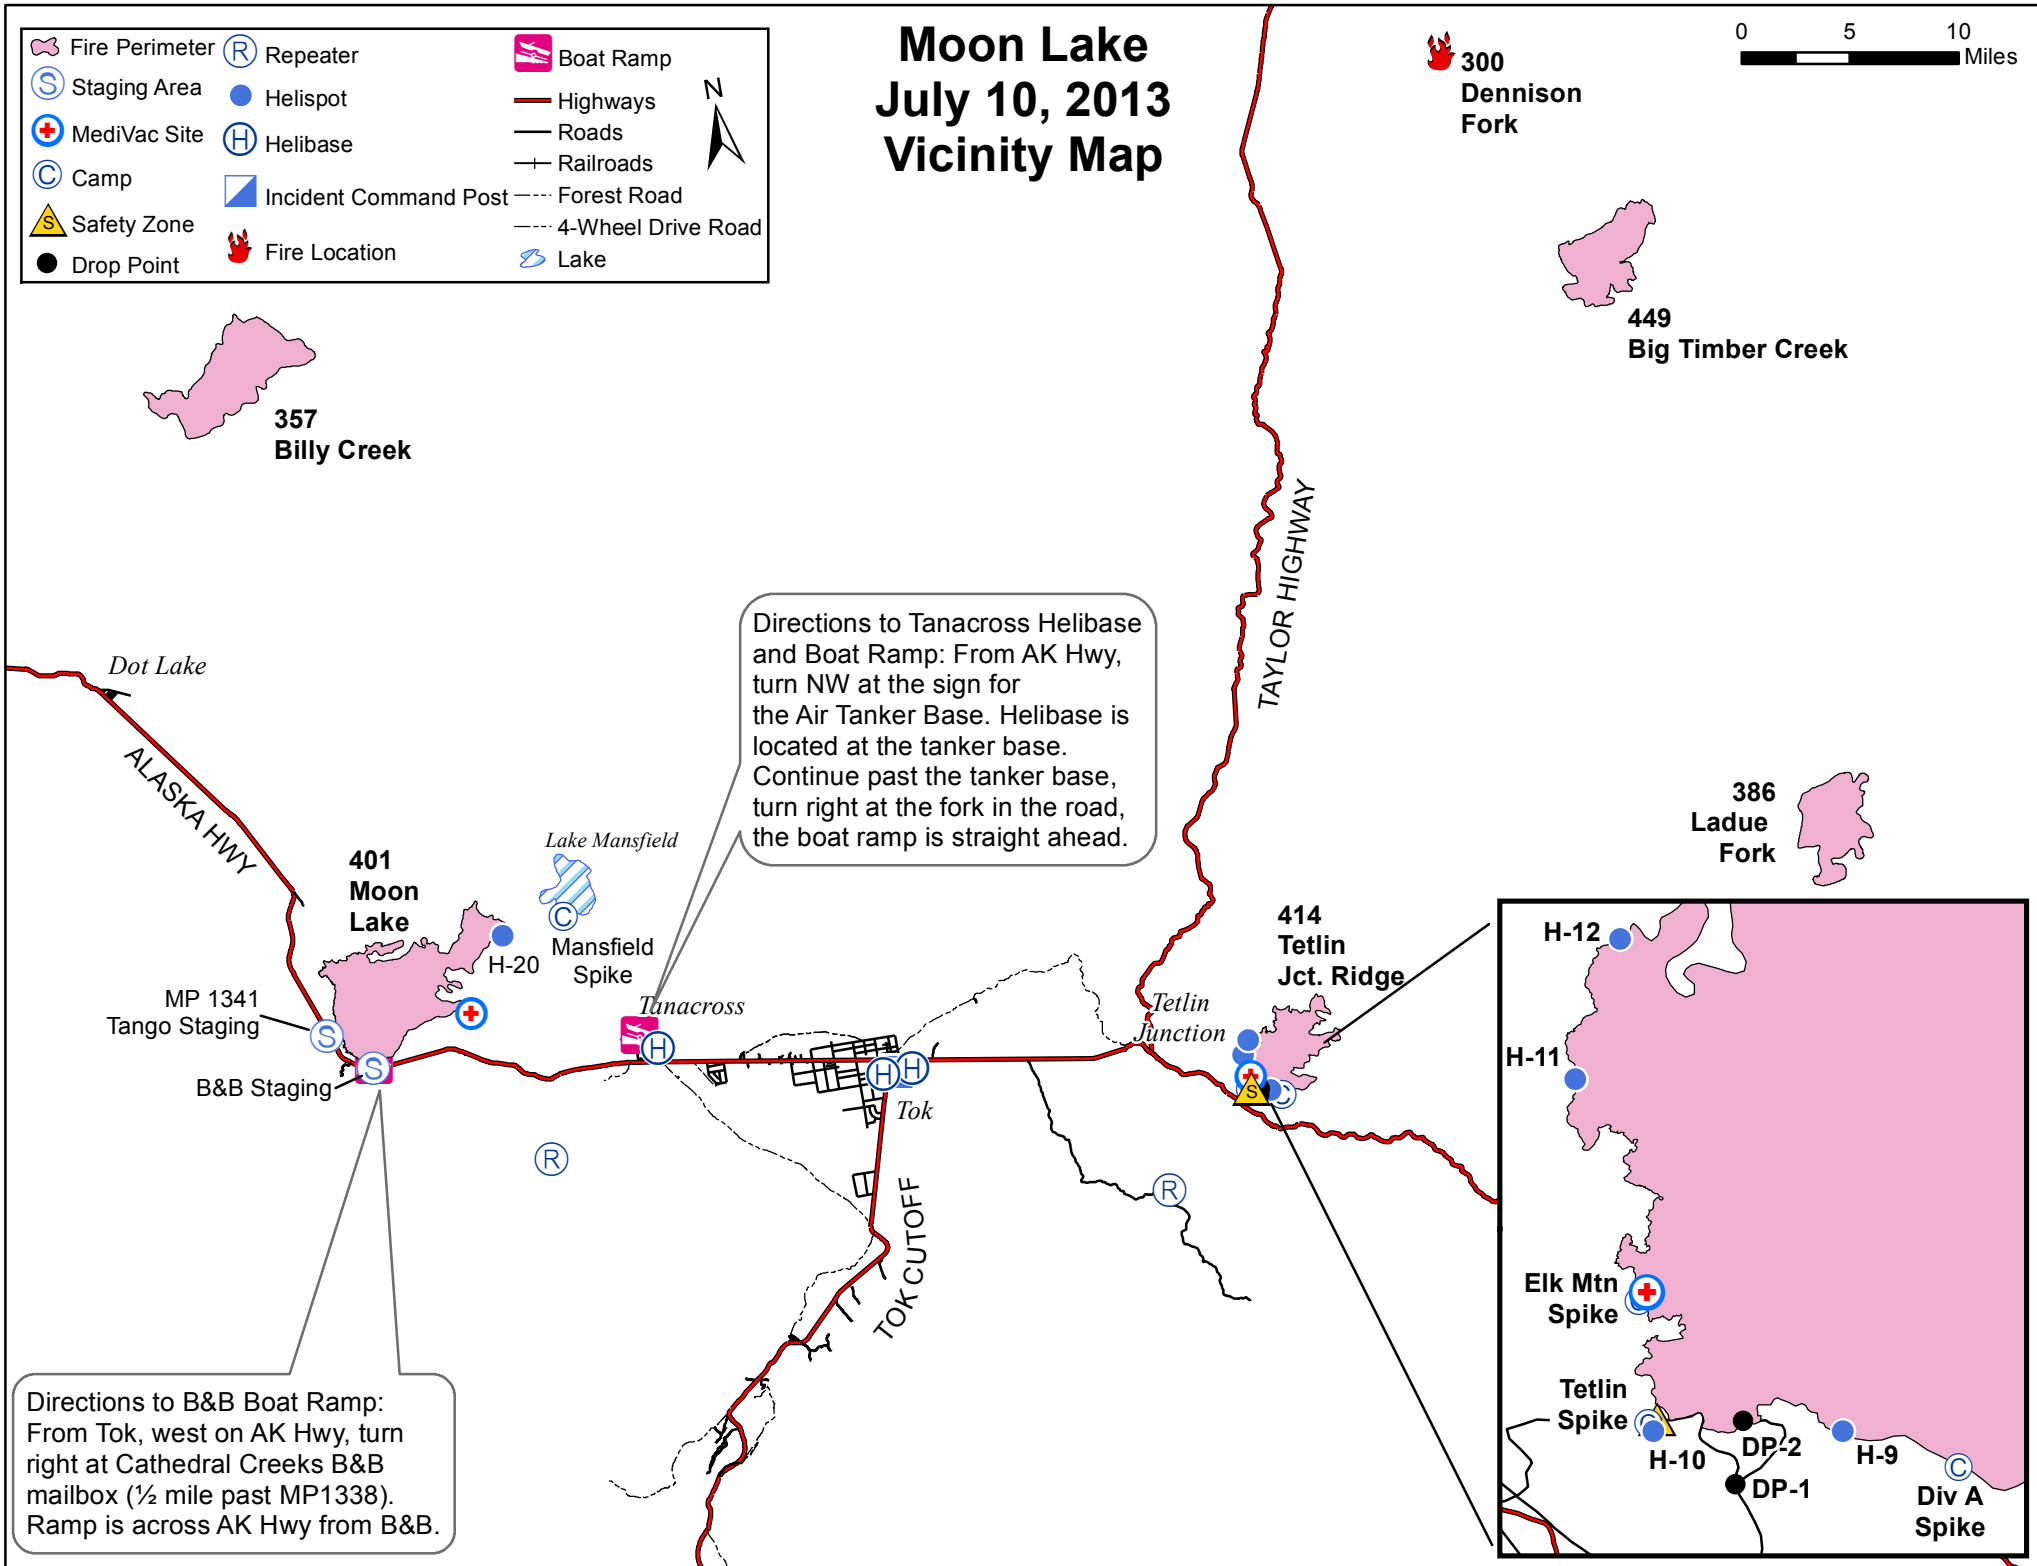 Moon Lake
July 10, 2013
Vicinity Map
Fire Perimeter
S Staging Area
MediVac Site
C Camp
S Safety Zone
Drop Point
R Repeater
Helispot
H Helibase
Incident Command Post
Fire Location
Boat Ramp
Highways
Roads
Railroads
Forest Road
4-Wheel Drive Road
Lake
N
0 5 10
Miles
300
Dennison
Fork
449
Big Timber Creek
357
Billy Creek
TAYLOR HIGHWAY
Directions to Tanacross Helibase
and Boat Ramp: From AK Hwy,
turn NW at the sign for
the Air Tanker Base. Helibase is
located at the tanker base.
Continue past the tanker base,
turn right at the fork in the road,
the boat ramp is straight ahead.
Dot Lake
ALASKA HWY
386
Ladue
Fork
Lake Mansfield
401
Moon
Lake
C
Mansfield
Spike
H-20
MP 1341
Tango Staging
S
B&B Staging
S
Tanacross
H
H
H
Tok
Tetlin
Junction
414
Tetlin
Jct. Ridge
S
C
R
R
TOK CUTOFF
H-12
H-11
Elk Mtn
Spike
C
Tetlin
Spike
C
H-10
DP-2
DP-1
H-9
C
Div A
Spike
Directions to B&B Boat Ramp:
From Tok, west on AK Hwy, turn
right at Cathedral Creeks B&B
mailbox (½ mile past MP1338).
Ramp is across AK Hwy from B&B.